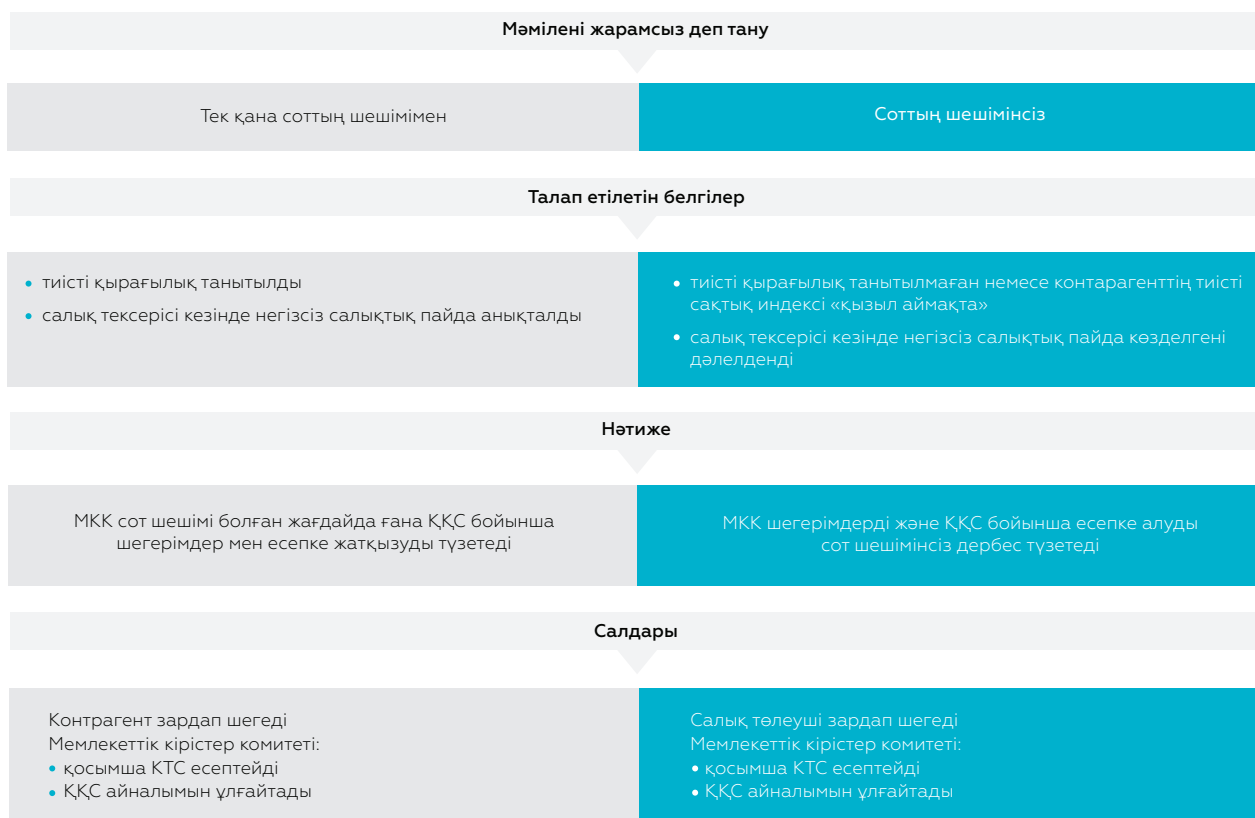 Мәмілені жарамсыз деп тану
Тек қана соттың шешімімен
Соттың шешімінсіз
Талап етілетін белгілер
• тиісті қырағылық танытылды
• салық тексерісі кезінде негізсіз салықтық пайда анықталды
• тиісті қырағылық танытылмаған немесе контарагенттің тиісті
сақтық индексі «қызыл аймақта»
• салық тексерісі кезінде негізсіз салықтық пайда көзделгені
дәлелденді
Нәтиже
МКК сот шешімі болған жағдайда ғана ҚҚС бойынша
шегерімдер мен есепке жатқызуды түзетеді
МКК шегерімдерді және ҚҚС бойынша есепке алуды
сот шешімінсіз дербес түзетеді
Салдары
Контрагент зардап шегеді
Мемлекеттік кірістер комитеті:
• қосымша КТС есептейді
• ҚҚС айналымын ұлғайтады
Салық төлеуші зардап шегеді
Мемлекеттік кірістер комитеті:
• қосымша КТС есептейді
• ҚҚС айналымын ұлғайтады